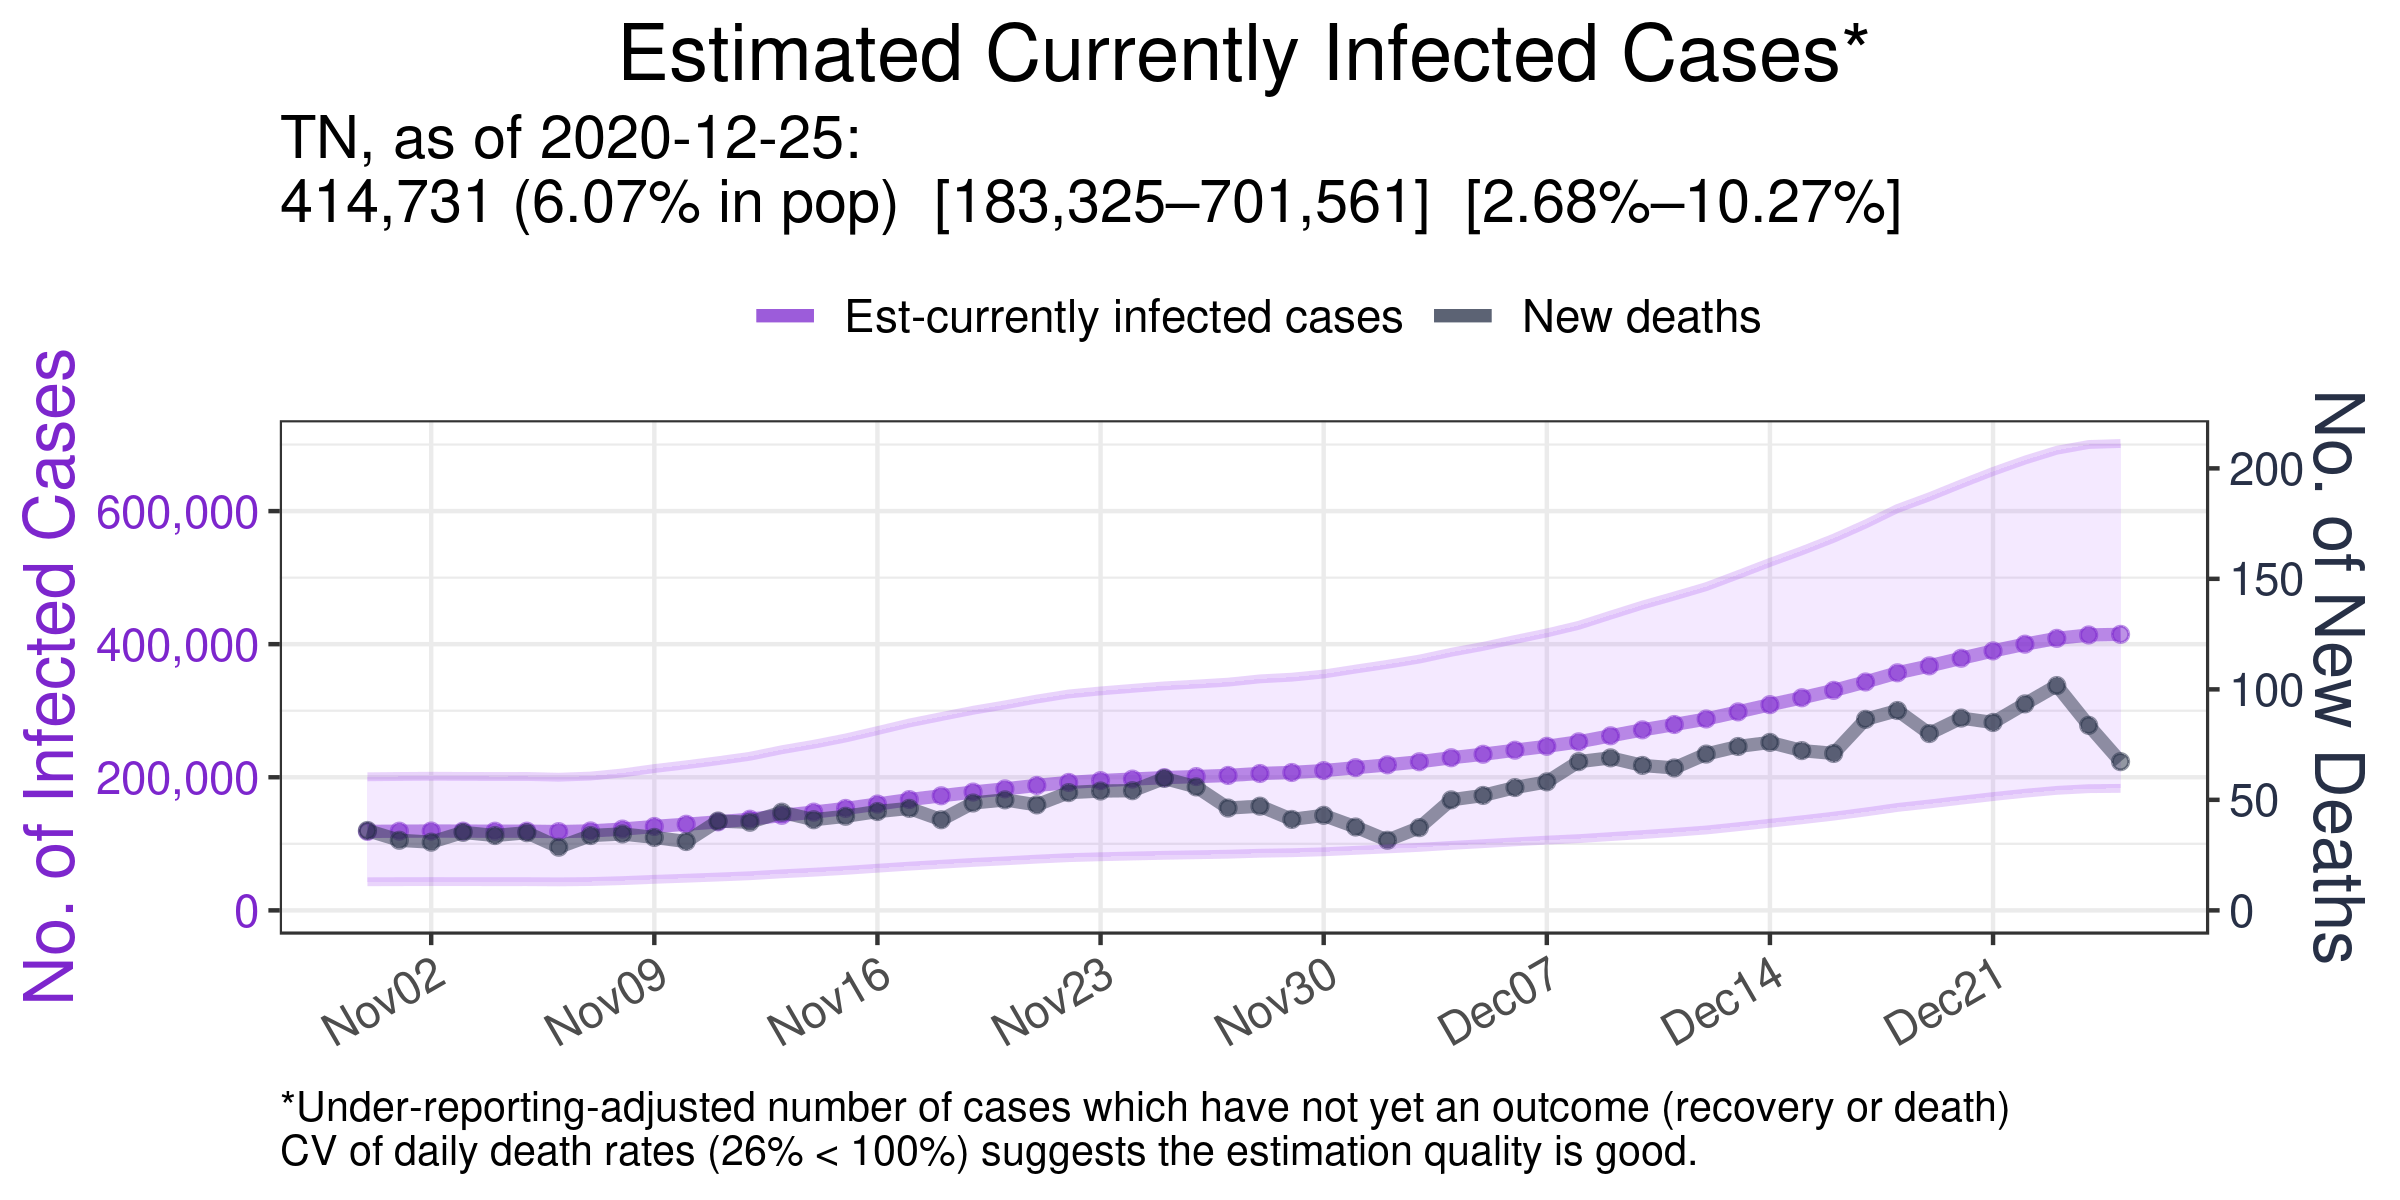 Estimated Currently Infected Cases*
TN, as of 2020-12-25:
414,731 (6.07% in pop)  [183,325–701,561]  [2.68%–10.27%]
Est-currently infected cases
New deaths
No. of Infected Cases
600,000
400,000
200,000
0
200
150
100
50
0
No. of New Deaths
Nov02
Nov09
Nov16
Nov23
Nov30
Dec07
Dec14
Dec21
*Under-reporting-adjusted number of cases which have not yet an outcome (recovery or death)
CV of daily death rates (26% < 100%) suggests the estimation quality is good.